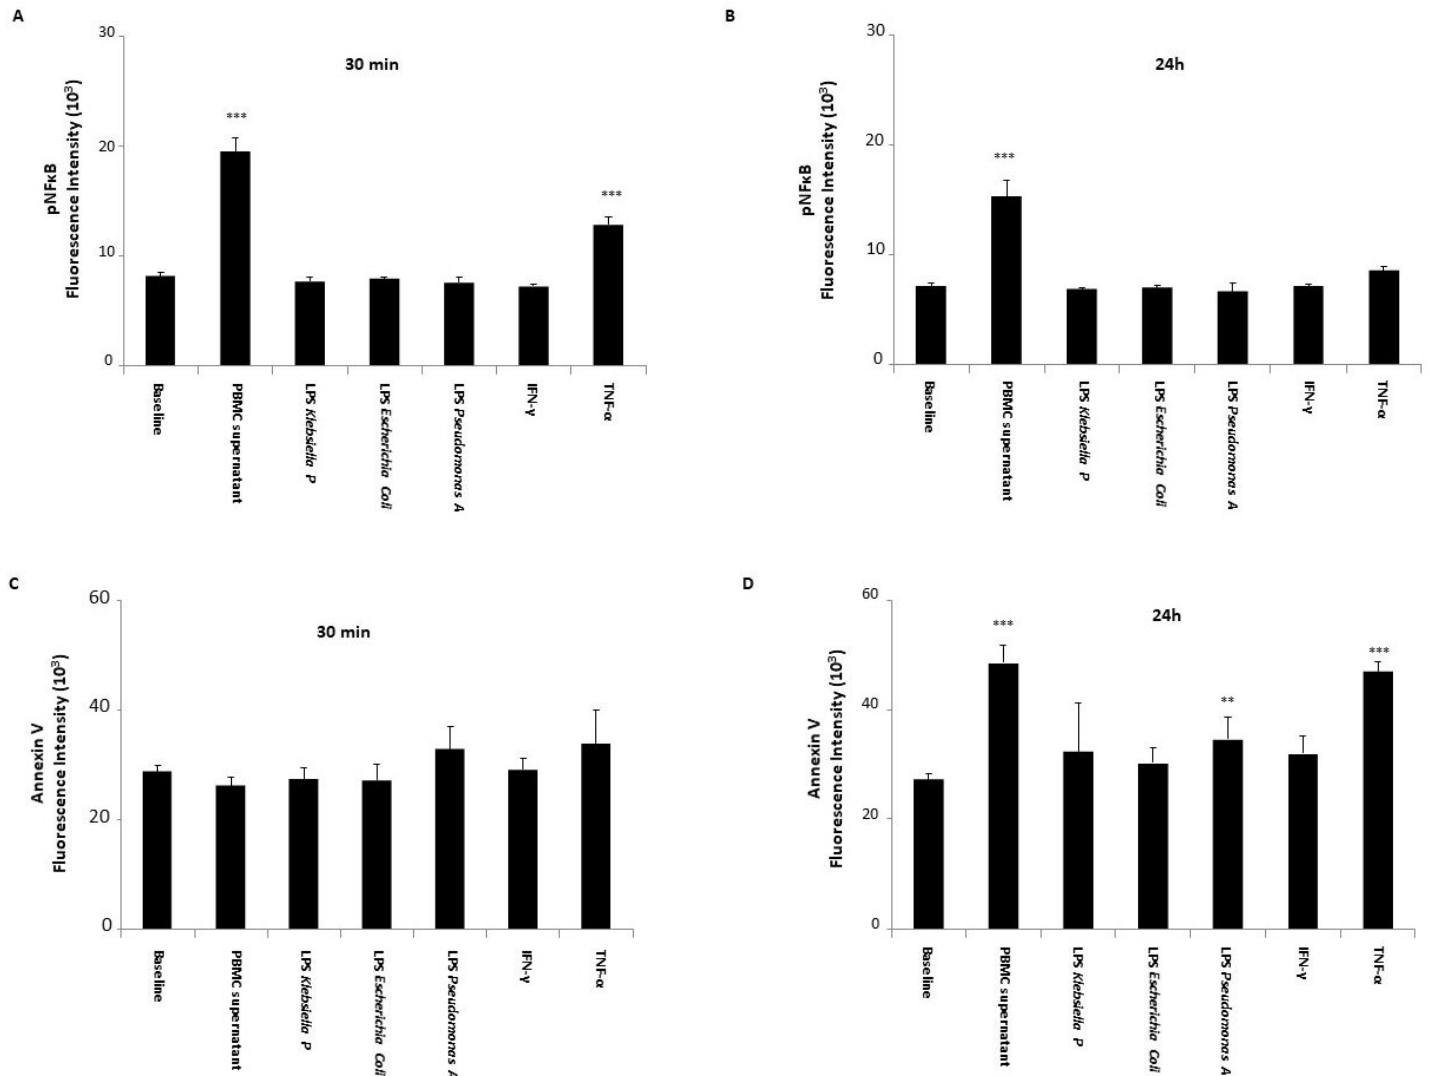 A
30
30 min
***
20
***
10
0
pNFκB
Fluorescence Intensity (10³)
Baseline
PBMC supernatant
LPS Klebsiella P
LPS Escherichia Coli
LPS Pseudomonas A
IFN-γ
TNF-α
B
30
24h
***
20
10
0
pNFκB
Fluorescence Intensity (10³)
Baseline
PBMC supernatant
LPS Klebsiella P
LPS Escherichia Coli
LPS Pseudomonas A
IFN-γ
TNF-α
C
60
30 min
40
20
0
Annexin V
Fluorescence Intensity (10³)
Baseline
PBMC supernatant
LPS Klebsiella P
LPS Escherichia Coli
LPS Pseudomonas A
IFN-γ
TNF-α
D
60
24h
***
***
**
40
20
0
Annexin V
Fluorescence Intensity (10³)
Baseline
PBMC supernatant
LPS Klebsiella P
LPS Escherichia Coli
LPS Pseudomonas A
IFN-γ
TNF-α